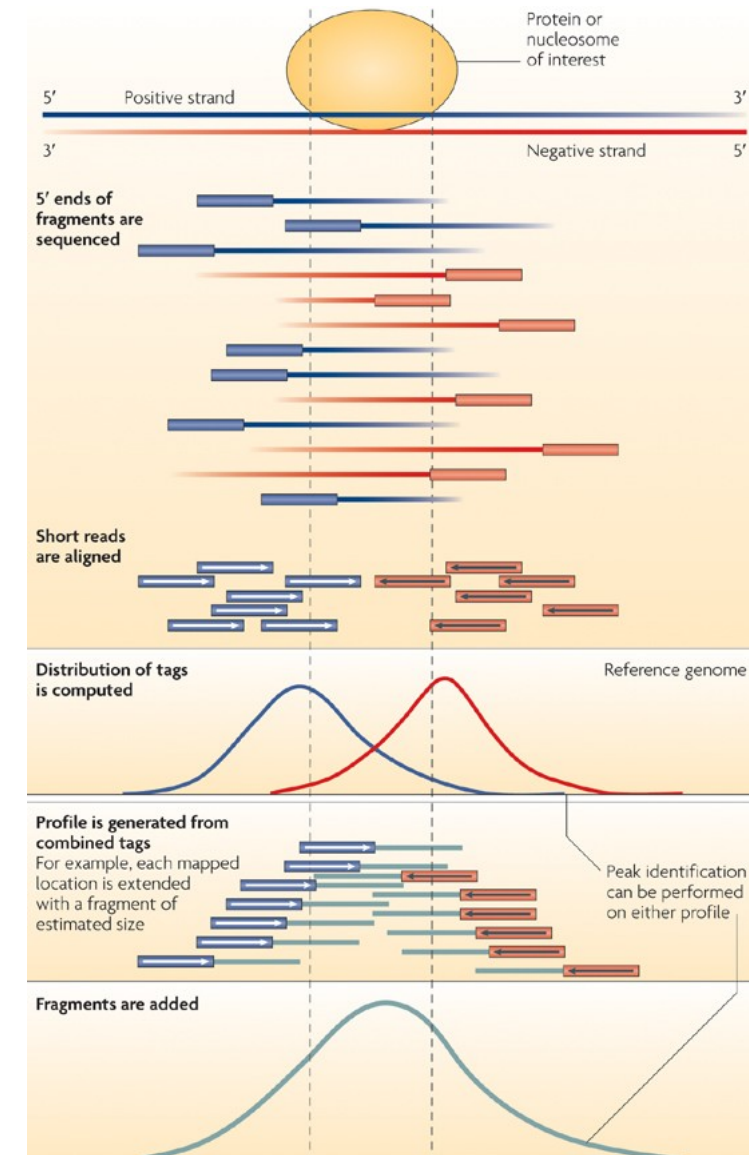 Protein or
nucleosome
of interest
5′ Positive strand 3′
3′ Negative strand 5′
5′ ends of
fragments are
sequenced
Short reads
are aligned
Distribution of tags
is computed
Reference genome
Profile is generated from
combined tags
For example, each mapped
location is extended
with a fragment of
estimated size
Peak identification
can be performed
on either profile
Fragments are added